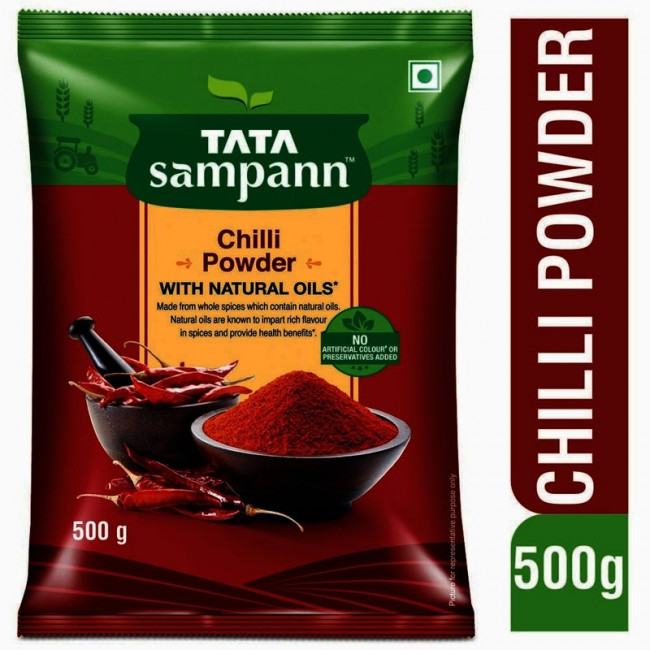 TATA
sampann™
Chilli
Powder
WITH NATURAL OILS*
Made from whole spices which contain natural oils.
Natural oils are known to impart rich flavour
in spices and provide health benefits*.
NO
ARTIFICIAL COLOUR# OR
PRESERVATIVES ADDED
500 g
Picture for representative purpose only
CHILLI POWDER
500g